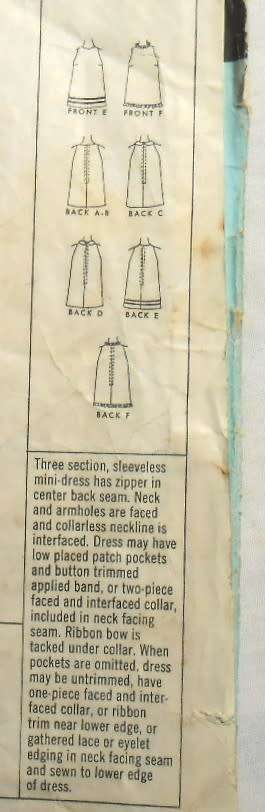 FRONT E
FRONT F
BACK A-B
BACK C
BACK D
BACK E
BACK F
Three section, sleeveless
mini-dress has zipper in
center back seam. Neck
and armholes are faced
and collarless neckline is
interfaced. Dress may have
low placed patch pockets
and button trimmed
applied band, or two-piece
faced and interfaced collar,
included in neck facing
seam. Ribbon bow is
tacked under collar. When
pockets are omitted, dress
may be untrimmed, have
one-piece faced and inter-
faced collar, or ribbon
trim near lower edge, or
gathered lace or eyelet
edging in neck facing seam
and sewn to lower edge
of dress.